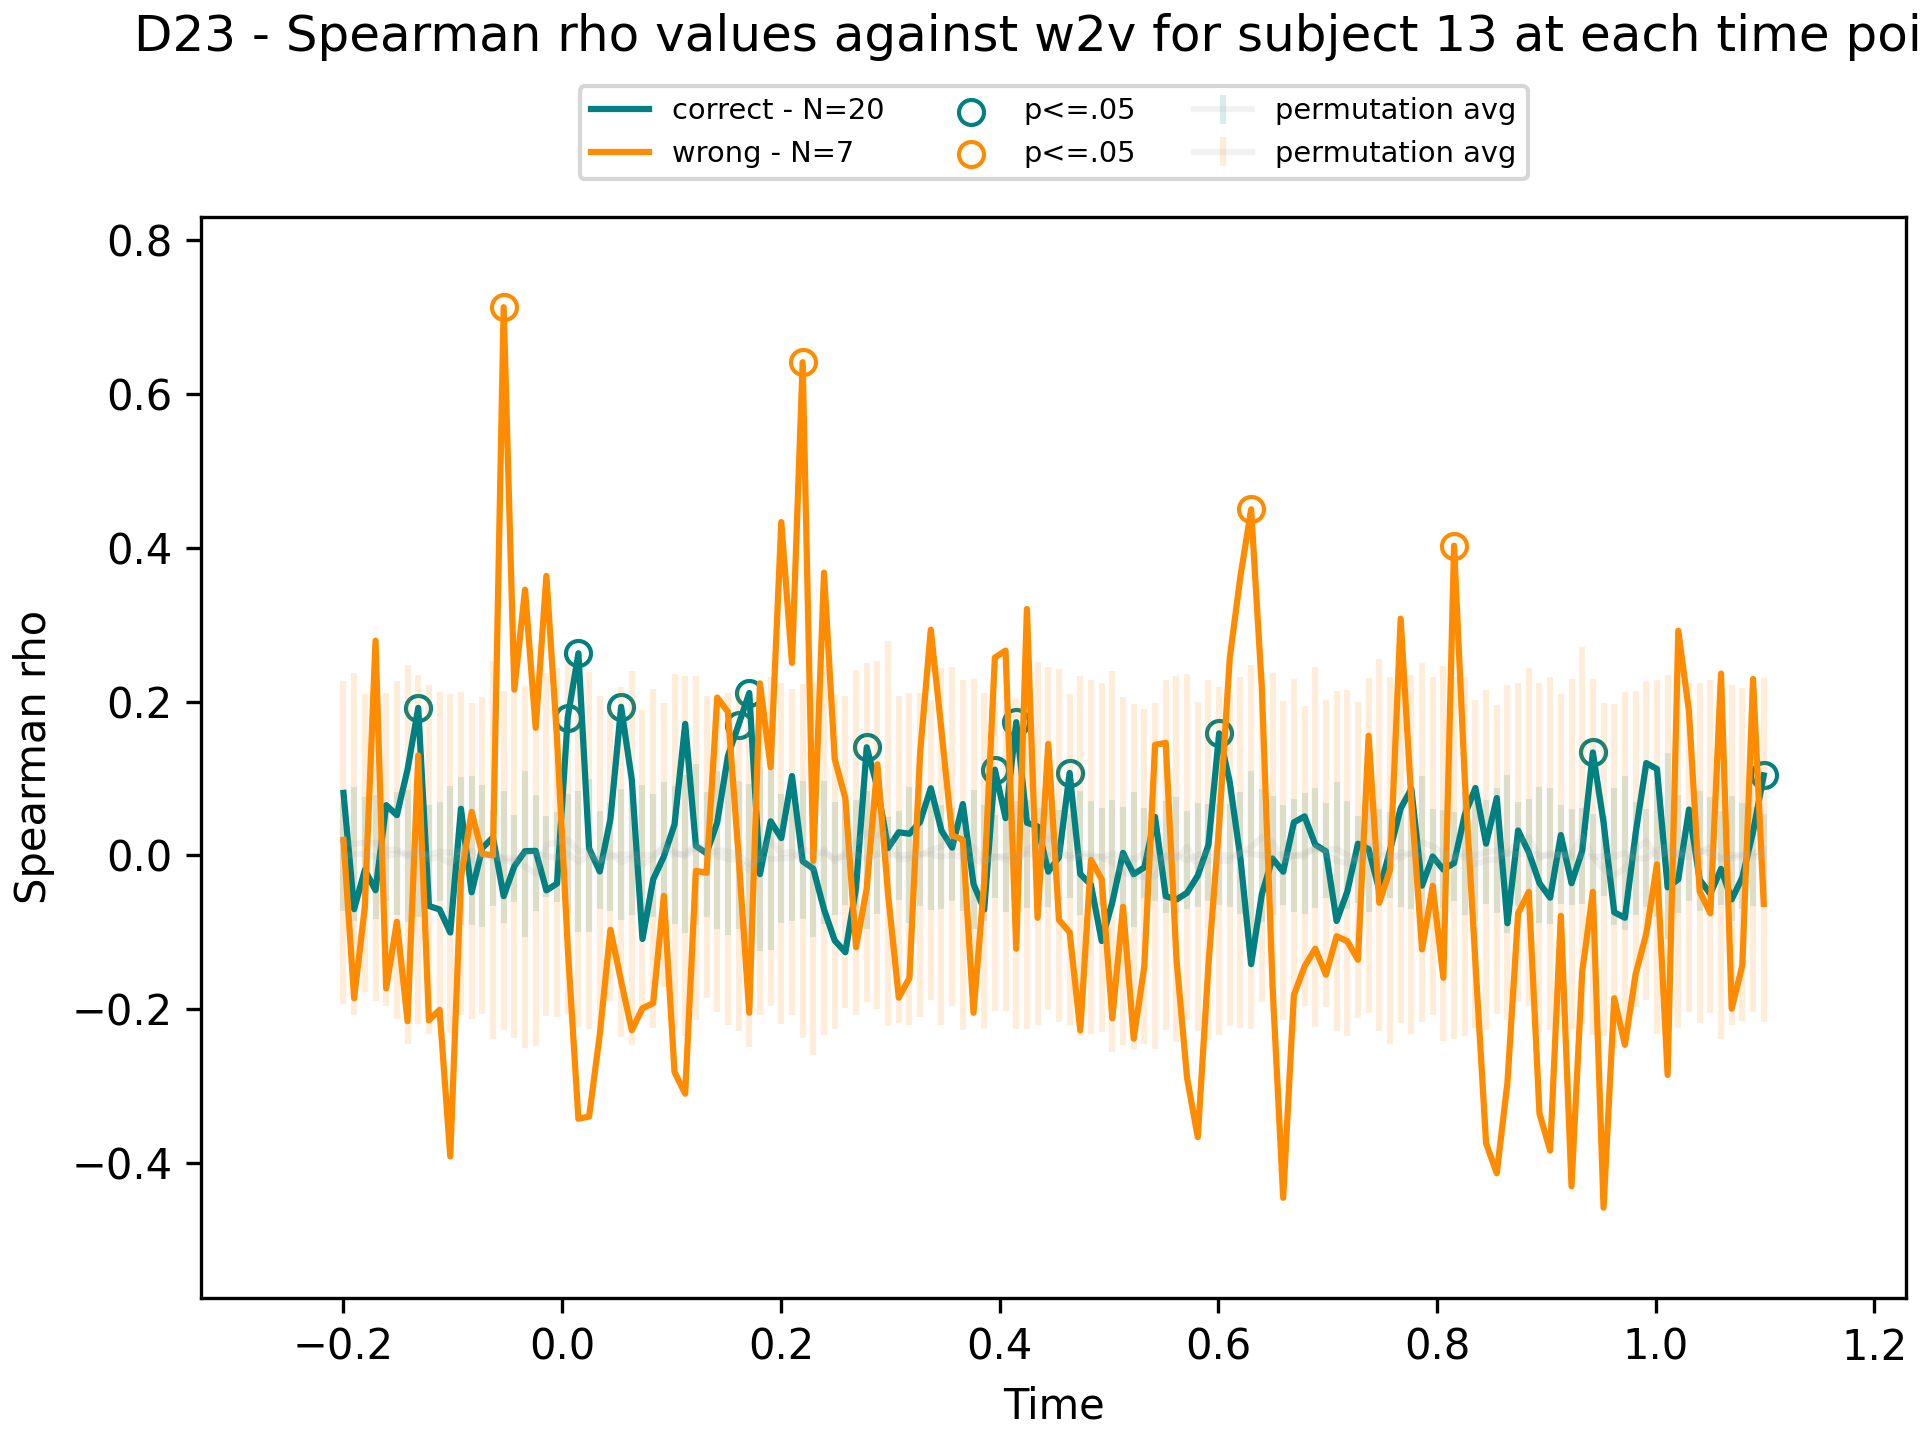 D23 - Spearman rho values against w2v for subject 13 at each time poi
correct - N=20 p<=.05 permutation avg
wrong - N=7 p<=.05 permutation avg
0.8
0.6
0.4
0.2
0.0
−0.2
−0.4
Spearman rho
−0.2 0.0 0.2 0.4 0.6 0.8 1.0 1.2
Time